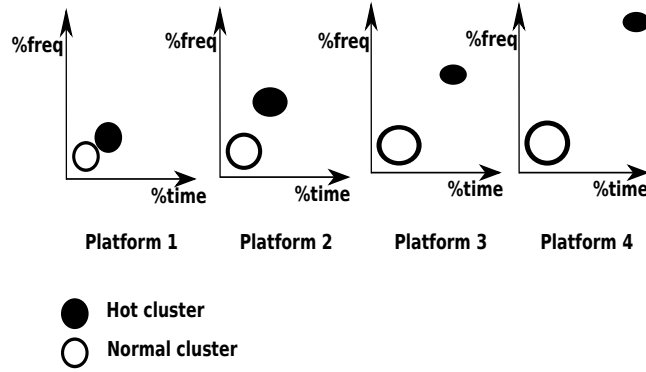 %freq %freq %freq %freq
%time %time %time %time
Platform 1 Platform 2 Platform 3 Platform 4
Hot cluster
Normal cluster